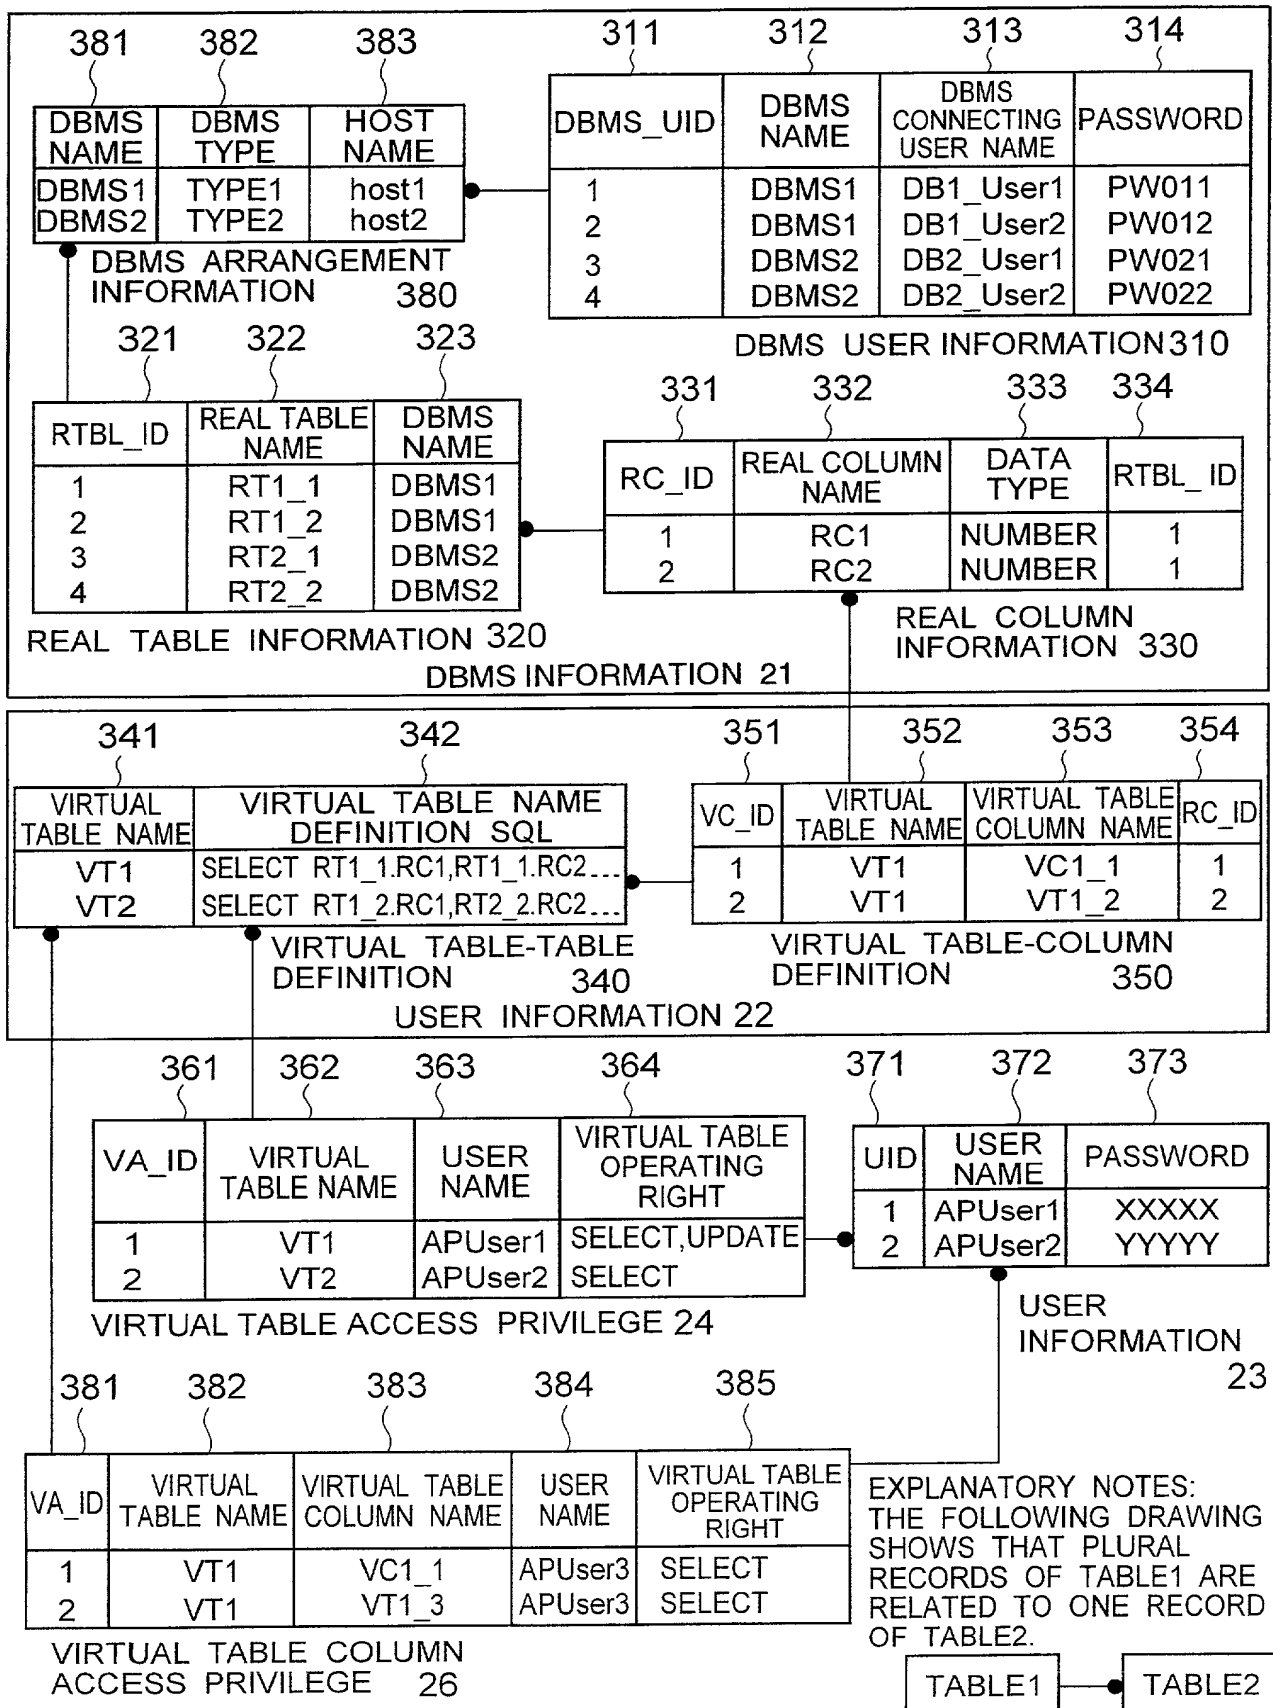 381 382 383 311 312 313 314
DBMS NAME DBMS TYPE HOST NAME
DBMS1 TYPE1 host1
DBMS2 TYPE2 host2
DBMS ARRANGEMENT
INFORMATION 380
DBMS_UID DBMS NAME DBMS CONNECTING USER NAME PASSWORD
1 DBMS1 DB1_User1 PW011
2 DBMS1 DB1_User2 PW012
3 DBMS2 DB2_User1 PW021
4 DBMS2 DB2_User2 PW022
DBMS USER INFORMATION 310
321 322 323
RTBL_ID REAL TABLE NAME DBMS NAME
1 RT1_1 DBMS1
2 RT1_2 DBMS1
3 RT2_1 DBMS2
4 RT2_2 DBMS2
REAL TABLE INFORMATION 320
331 332 333 334
RC_ID REAL COLUMN NAME DATA TYPE RTBL_ID
1 RC1 NUMBER 1
2 RC2 NUMBER 1
REAL COLUMN
INFORMATION 330
DBMS INFORMATION 21
341 342
VIRTUAL TABLE NAME VIRTUAL TABLE NAME DEFINITION SQL
VT1 SELECT RT1_1.RC1,RT1_1.RC2...
VT2 SELECT RT1_2.RC1,RT2_2.RC2...
VIRTUAL TABLE-TABLE
DEFINITION 340
351 352 353 354
VC_ID VIRTUAL TABLE NAME VIRTUAL TABLE COLUMN NAME RC_ID
1 VT1 VC1_1 1
2 VT1 VT1_2 2
VIRTUAL TABLE-COLUMN
DEFINITION 350
USER INFORMATION 22
361 362 363 364
VA_ID VIRTUAL TABLE NAME USER NAME VIRTUAL TABLE OPERATING RIGHT
1 VT1 APUser1 SELECT,UPDATE
2 VT2 APUser2 SELECT
VIRTUAL TABLE ACCESS PRIVILEGE 24
371 372 373
UID USER NAME PASSWORD
1 APUser1 XXXXX
2 APUser2 YYYYY
USER
INFORMATION
23
381 382 383 384 385
VA_ID VIRTUAL TABLE NAME VIRTUAL TABLE COLUMN NAME USER NAME VIRTUAL TABLE OPERATING RIGHT
1 VT1 VC1_1 APUser3 SELECT
2 VT1 VT1_3 APUser3 SELECT
VIRTUAL TABLE COLUMN
ACCESS PRIVILEGE 26
EXPLANATORY NOTES:
THE FOLLOWING DRAWING
SHOWS THAT PLURAL
RECORDS OF TABLE1 ARE
RELATED TO ONE RECORD
OF TABLE2.
TABLE1 TABLE2